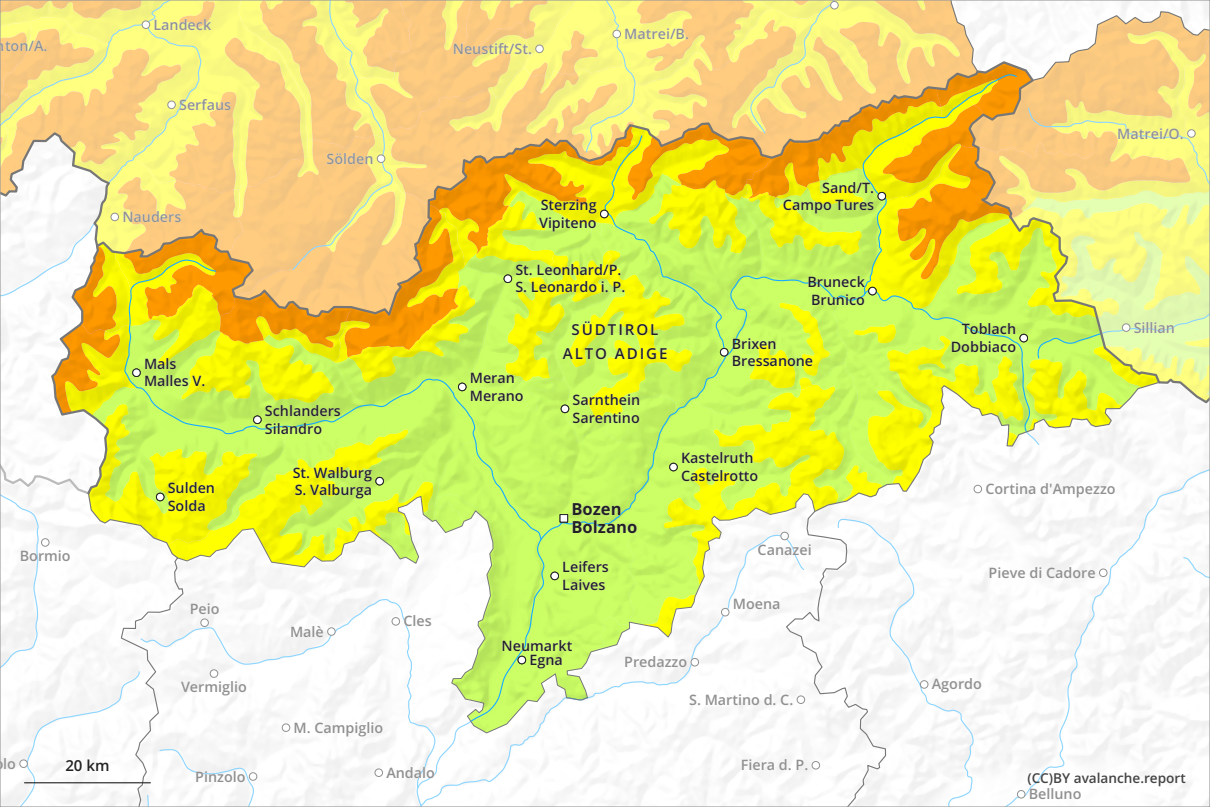 Landeck
nton/A.
Neustift/St.
Matrei/B.
Serfaus
Matrei/O.
Sölden
Sand/T.
Campo Tures
Nauders
Sterzing
Vipiteno
St. Leonhard/P.
S. Leonardo i. P.
Bruneck
Brunico
SÜDTIROL
ALTO ADIGE
Toblach
Dobbiaco
Sillian
Brixen
Bressanone
Mals
Malles V.
Meran
Merano
Sarnthein
Sarentino
Schlanders
Silandro
Kastelruth
Castelrotto
St. Walburg
S. Valburga
Sulden
Solda
Cortina d'Ampezzo
Bozen
Bolzano
Bormio
Canazei
Leifers
Laives
Pieve di Cadore
Peio
Moena
Cles
Malè
Neumarkt
Egna
Predazzo
Vermiglio
Agordo
S. Martino d. C.
M. Campiglio
20 km
olo
Pinzolo
Andalo
Fiera d. P.
(CC)BY avalanche.report
Belluno